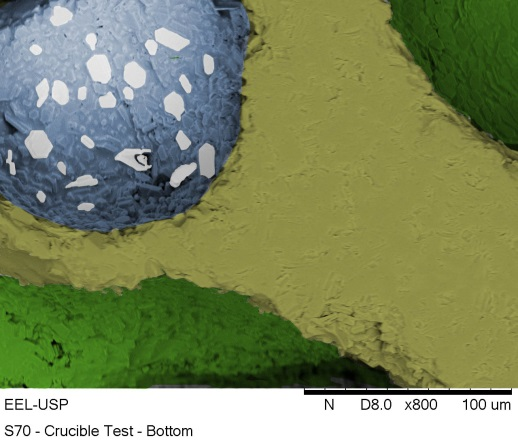 EEL-USP
N D8.0 x800 100 um
S70 - Crucible Test - Bottom